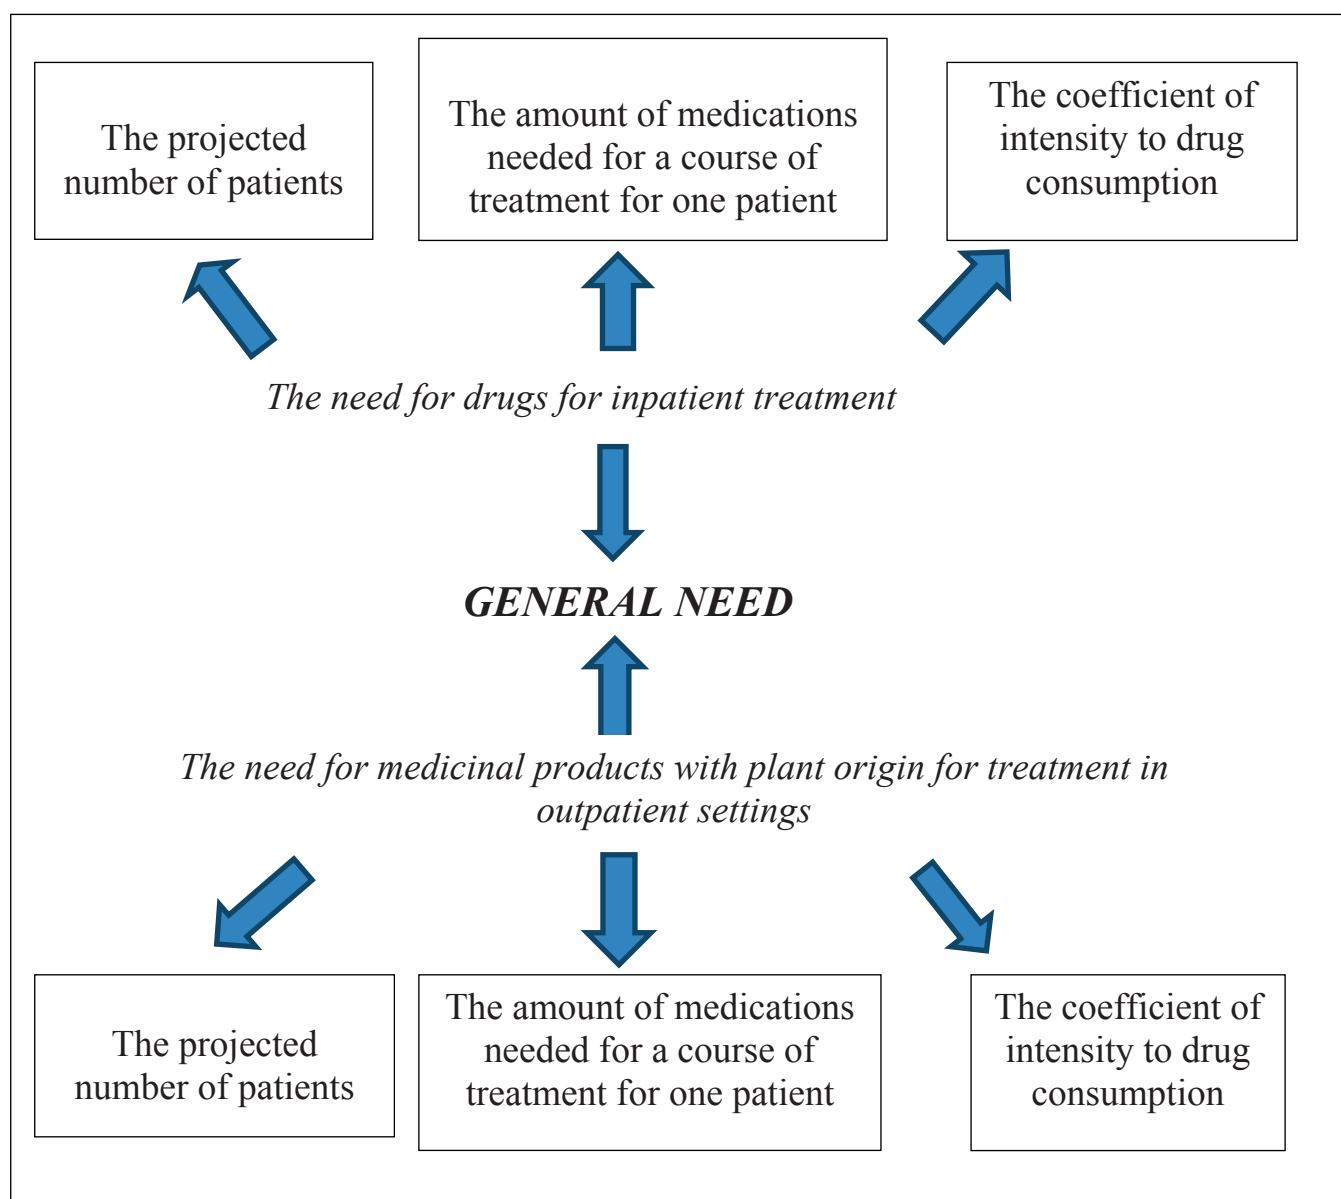 The projected
number of patients
The amount of medications
needed for a course of
treatment for one patient
The coefficient of
intensity to drug
consumption
The need for drugs for inpatient treatment
GENERAL NEED
The need for medicinal products with plant origin for treatment in
outpatient settings
The projected
number of patients
The amount of medications
needed for a course of
treatment for one patient
The coefficient of
intensity to drug
consumption